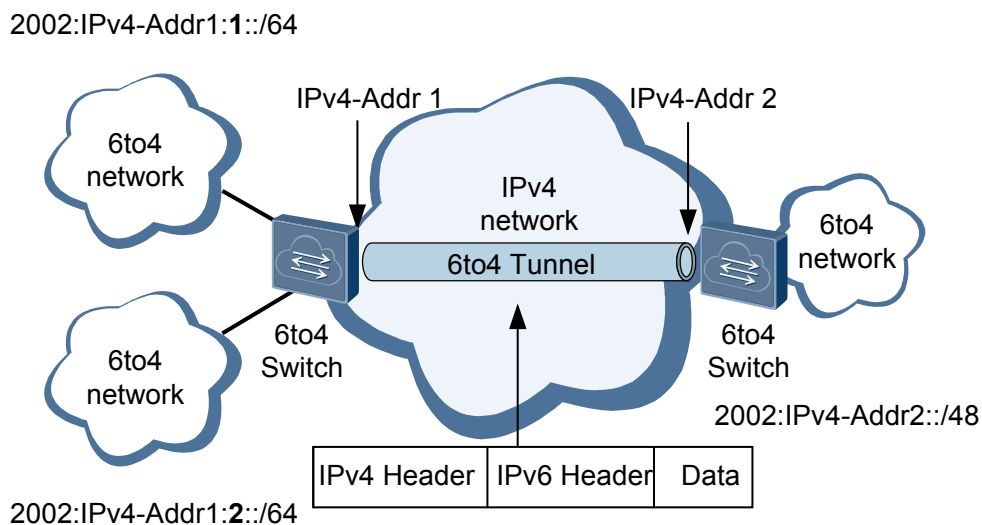 2002:IPv4-Addr1:1::/64
IPv4-Addr 1
IPv4-Addr 2
6to4
network
IPv4
network
6to4
network
6to4 Tunnel
6to4
Switch
6to4
Switch
6to4
network
2002:IPv4-Addr2::/48
IPv4 Header
IPv6 Header
Data
2002:IPv4-Addr1:2::/64